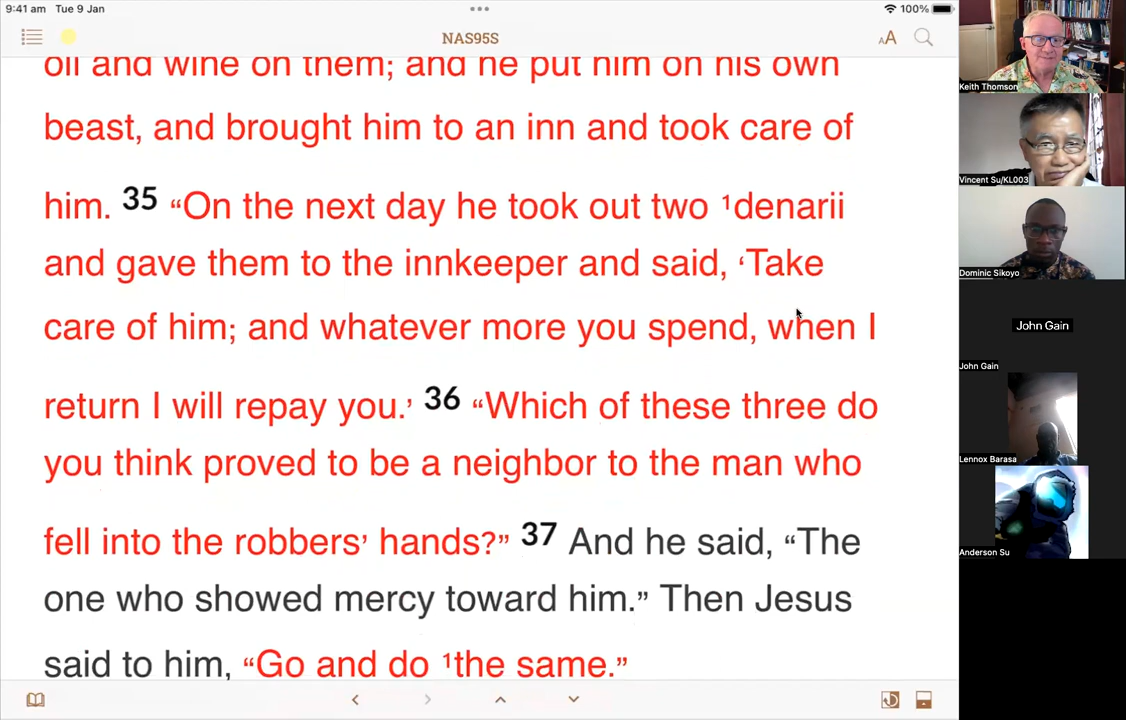 9:41 am Tue 9 Jan
100%
NAS95S
AA
oil and wine on them; and he put him on his own
beast, and brought him to an inn and took care of
him. 35 “On the next day he took out two ¹denarii
and gave them to the innkeeper and said, ‘Take
care of him; and whatever more you spend, when I
return I will repay you.’ 36 “Which of these three do
you think proved to be a neighbor to the man who
fell into the robbers’ hands?” 37 And he said, “The
one who showed mercy toward him.” Then Jesus
said to him, “Go and do ¹the same.”
Keith Thomson
Vincent Su/KL003
Dominic Sikoyo
John Gain
John Gain
Lennox Barasa
Anderson Su